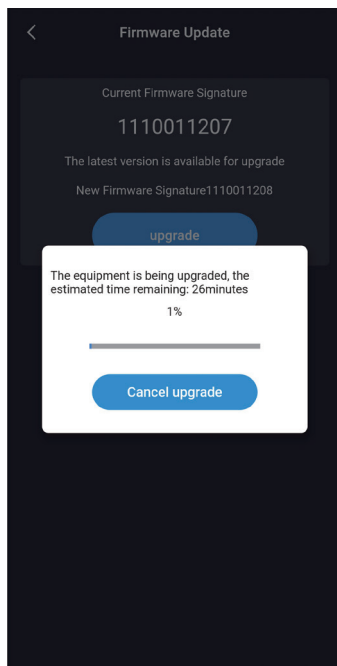 Firmware Update
Current Firmware Signature
1110011207
The latest version is available for upgrade
New Firmware Signature1110011208
upgrade
The equipment is being upgraded, the
estimated time remaining: 26minutes
1%
Cancel upgrade